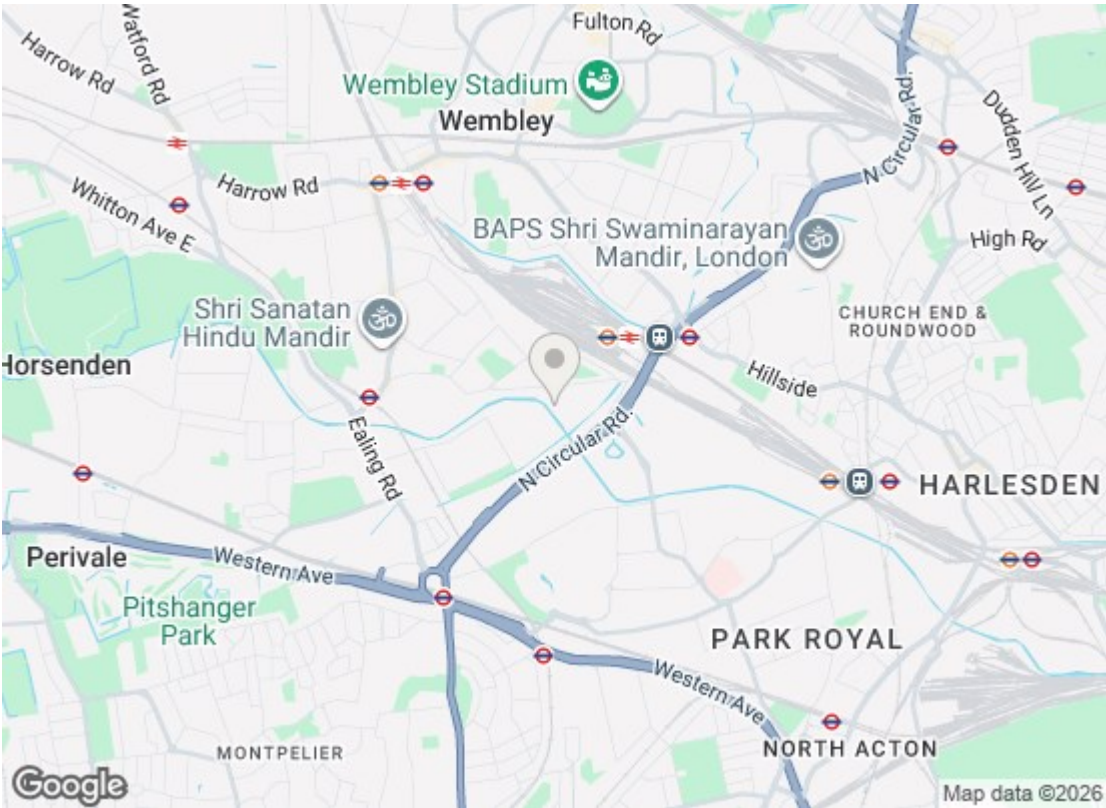 Fulton Rd
Watford Rd
Harrow Rd
Wembley Stadium
Wembley
N Circular Rd.
Dudden Hill Ln
Harrow Rd
Whitton Ave E
BAPS Shri Swaminarayan
Mandir, London
High Rd
Shri Sanatan
Hindu Mandir
CHURCH END &
ROUNDWOOD
Horsenden
Hillside
Ealing Rd
N Circular Rd.
HARLESDEN
Perivale
Western Ave
Pitshanger
Park
PARK ROYAL
Western Ave
MONTPELIER
NORTH ACTON
Google
Map data ©2026